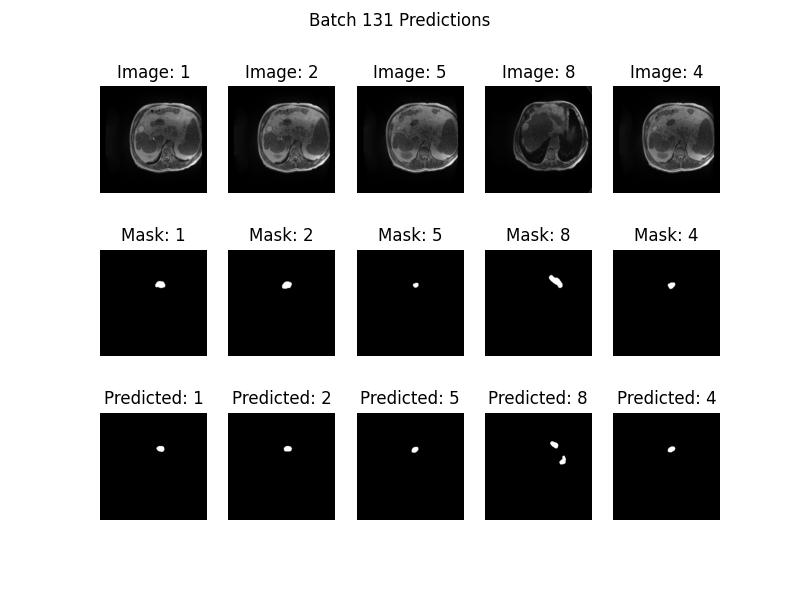 Batch 131 Predictions
Image: 1 Image: 2 Image: 5 Image: 8 Image: 4
Mask: 1 Mask: 2 Mask: 5 Mask: 8 Mask: 4
Predicted: 1 Predicted: 2 Predicted: 5 Predicted: 8 Predicted: 4